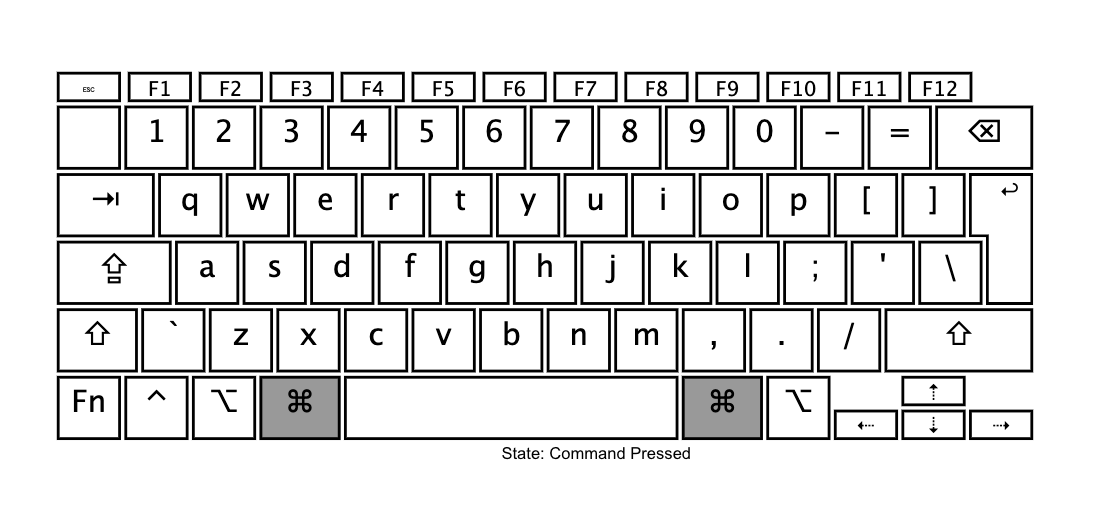 ESC F1 F2 F3 F4 F5 F6 F7 F8 F9 F10 F11 F12
1 2 3 4 5 6 7 8 9 0 - = ⌫
⇥ q w e r t y u i o p [ ] ↩
⇪ a s d f g h j k l ; ' \
⇧ ` z x c v b n m , . / ⇧
Fn ^ ⌥ ⌘ ⌘ ⌥ ⇠ ⇡ ⇣ ⇢
State: Command Pressed